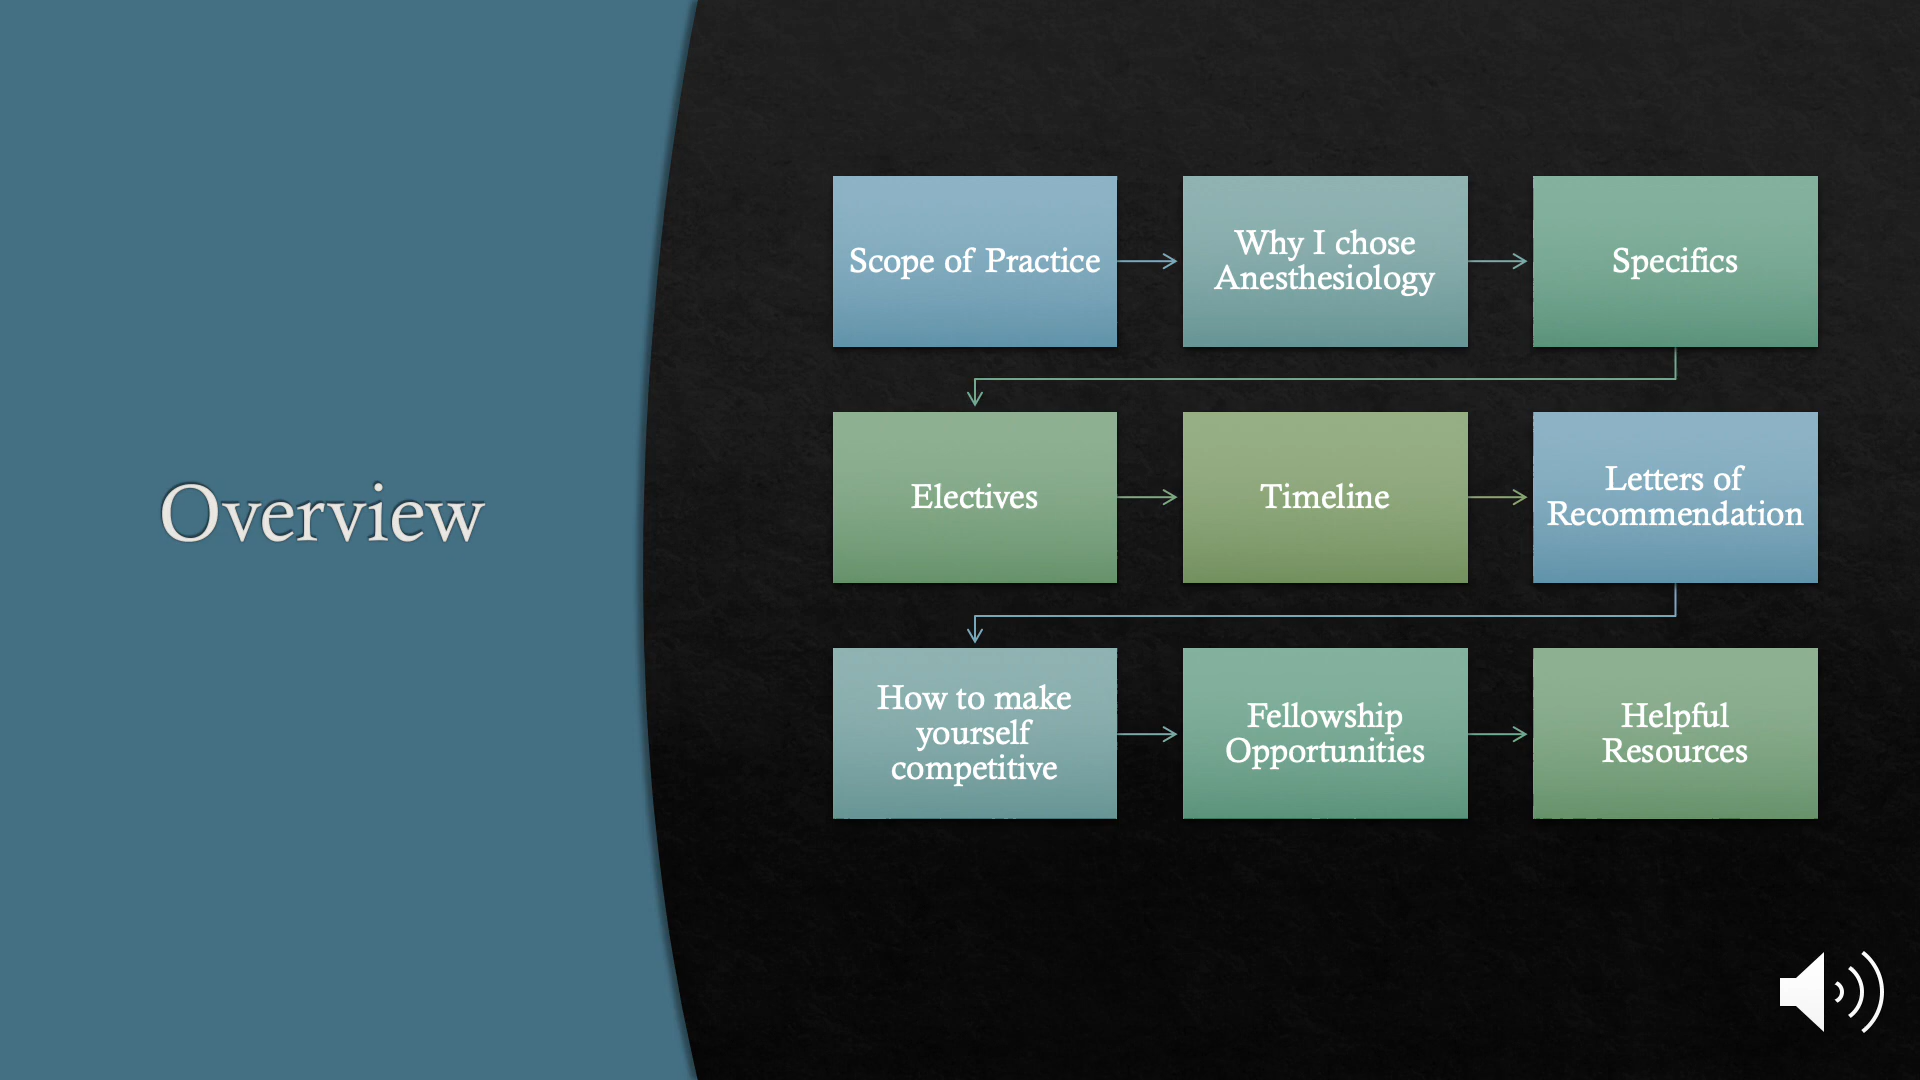 Overview
Scope of Practice
Why I chose
Anesthesiology
Specifics
Electives
Timeline
Letters of
Recommendation
How to make
yourself
competitive
Fellowship
Opportunities
Helpful
Resources